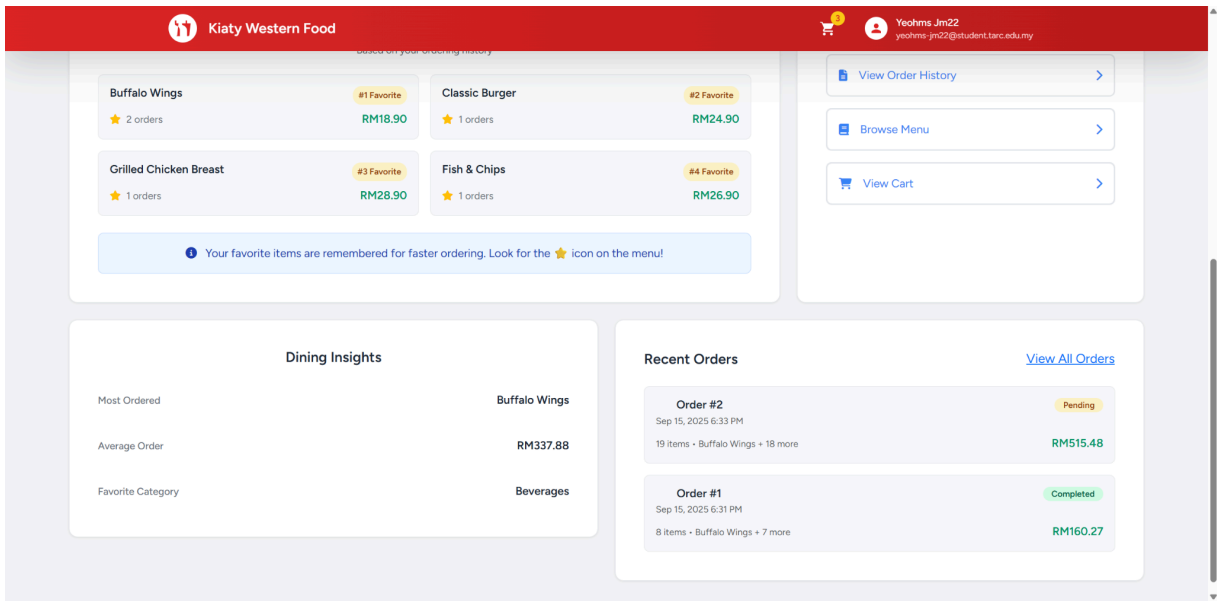 Kiaty Western Food
3
Yeohms Jm22
yeohms-jm22@student.tarc.edu.my
Based on your ordering history
Buffalo Wings
#1 Favorite
2 orders
RM18.90
Classic Burger
#2 Favorite
1 orders
RM24.90
Grilled Chicken Breast
#3 Favorite
1 orders
RM28.90
Fish & Chips
#4 Favorite
1 orders
RM26.90
Your favorite items are remembered for faster ordering. Look for the ⭐ icon on the menu!
View Order History
Browse Menu
View Cart
Dining Insights
Most Ordered
Buffalo Wings
Average Order
RM337.88
Favorite Category
Beverages
Recent Orders
View All Orders
Order #2
Pending
Sep 15, 2025 6:33 PM
19 items • Buffalo Wings + 18 more
RM515.48
Order #1
Completed
Sep 15, 2025 6:31 PM
8 items • Buffalo Wings + 7 more
RM160.27